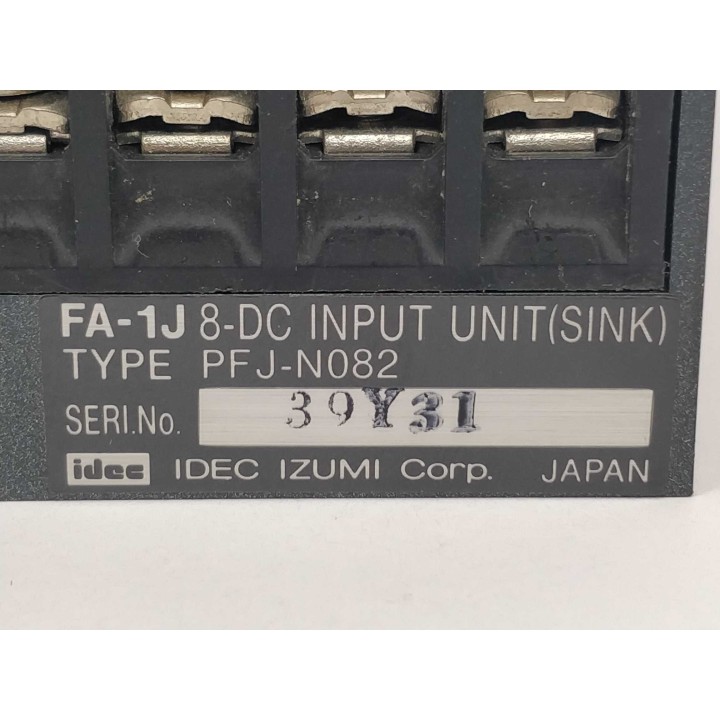 FA-1J 8-DC INPUT UNIT(SINK)
TYPE PFJ-N082
SERI.No. 39Y31
idec IDEC IZUMI Corp. JAPAN